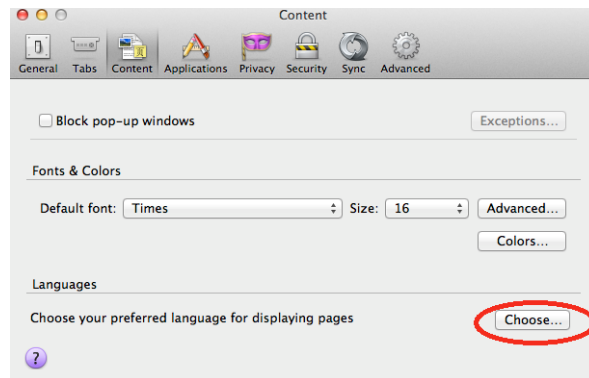 Content
General Tabs Content Applications Privacy Security Sync Advanced
Block pop-up windows Exceptions...
Fonts & Colors
Default font: Times Size: 16 Advanced...
Colors...
Languages
Choose your preferred language for displaying pages Choose...
?